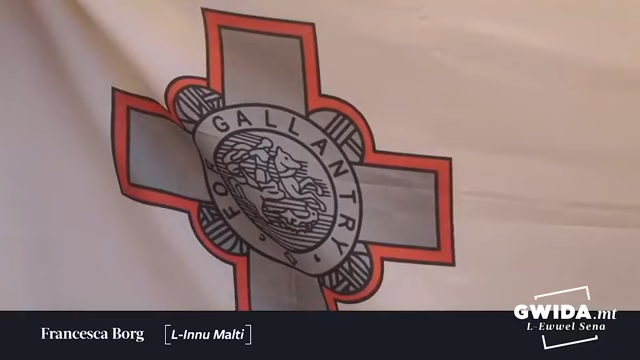 FOR GALLANTRY
Francesca Borg
[L-Innu Malti]
GWIDA.mt
L-Ewwel Sena